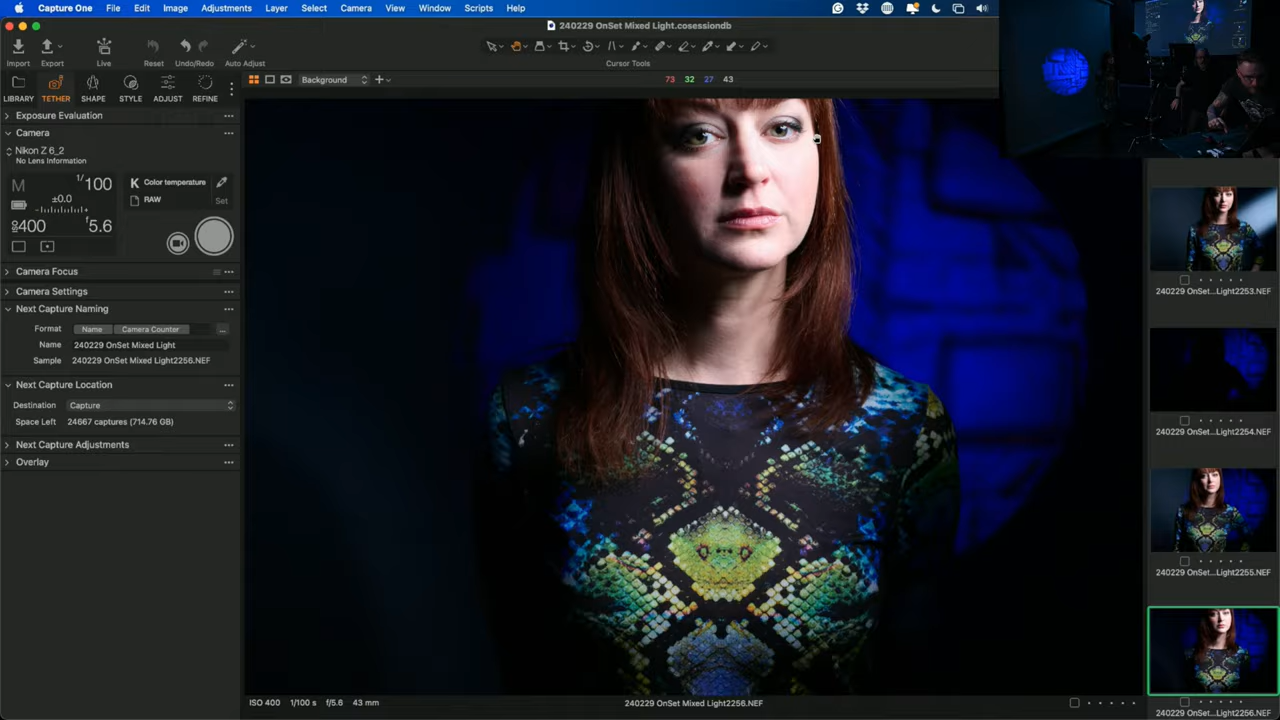 Capture One File Edit Image Adjustments Layer Select Camera View Window Scripts Help
240229 OnSet Mixed Light.cosessiondb
Import Export Live Reset Undo/Redo Auto Adjust Cursor Tools
Background 73 32 27 43
LIBRARY TETHER SHAPE STYLE ADJUST REFINE
Exposure Evaluation
Camera
Nikon Z 6_2
No Lens Information
M 1/100 K Color temperature
±0.0 RAW Set
400 f 5.6
Camera Focus
Camera Settings
Next Capture Naming
Format Name Camera Counter ...
Name 240229 OnSet Mixed Light
Sample 240229 OnSet Mixed Light2256.NEF
Next Capture Location
Destination Capture
Space Left 24667 captures (714.76 GB)
Next Capture Adjustments
Overlay
240229 OnSet...Light2253.NEF
240229 OnSet...Light2254.NEF
240229 OnSet...Light2255.NEF
240229 OnSet...Light2256.NEF
ISO 400 1/100 s f/5.6 43 mm
240229 OnSet Mixed Light2256.NEF